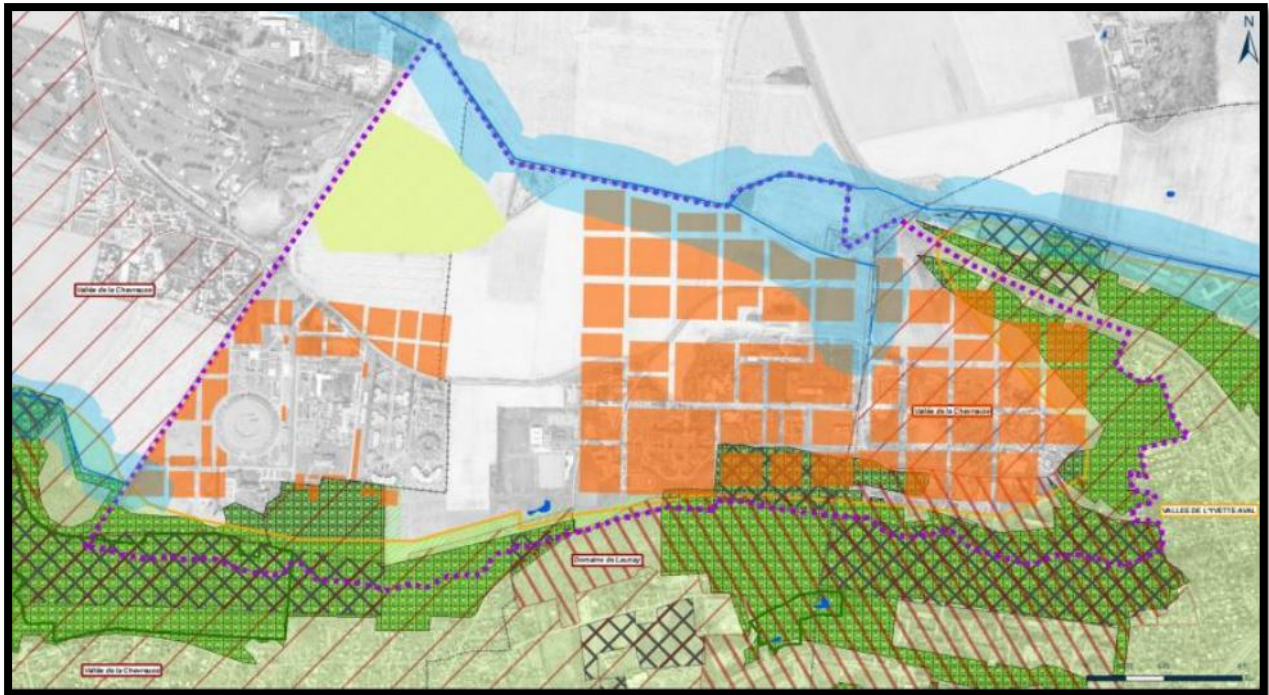 N
Vallée de la Chevreuse
Vallée de la Chevreuse
VALLEE DE L'YVETTE AVAL
Domaine de Launay
Vallée de la Chevreuse